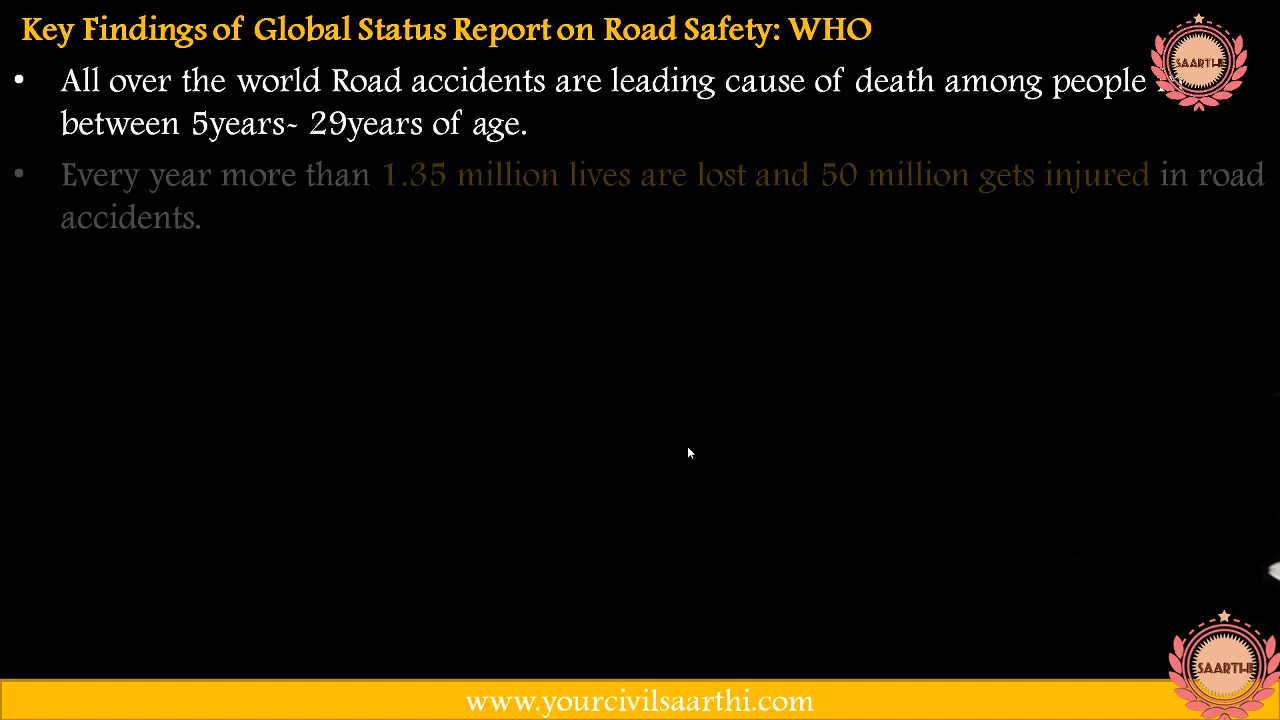 Key Findings of Global Status Report on Road Safety: WHO
SAARTHI
• All over the world Road accidents are leading cause of death among people
between 5years- 29years of age.
• Every year more than 1.35 million lives are lost and 50 million gets injured in road
accidents.
SAARTHI
www.yourcivilsaarthi.com